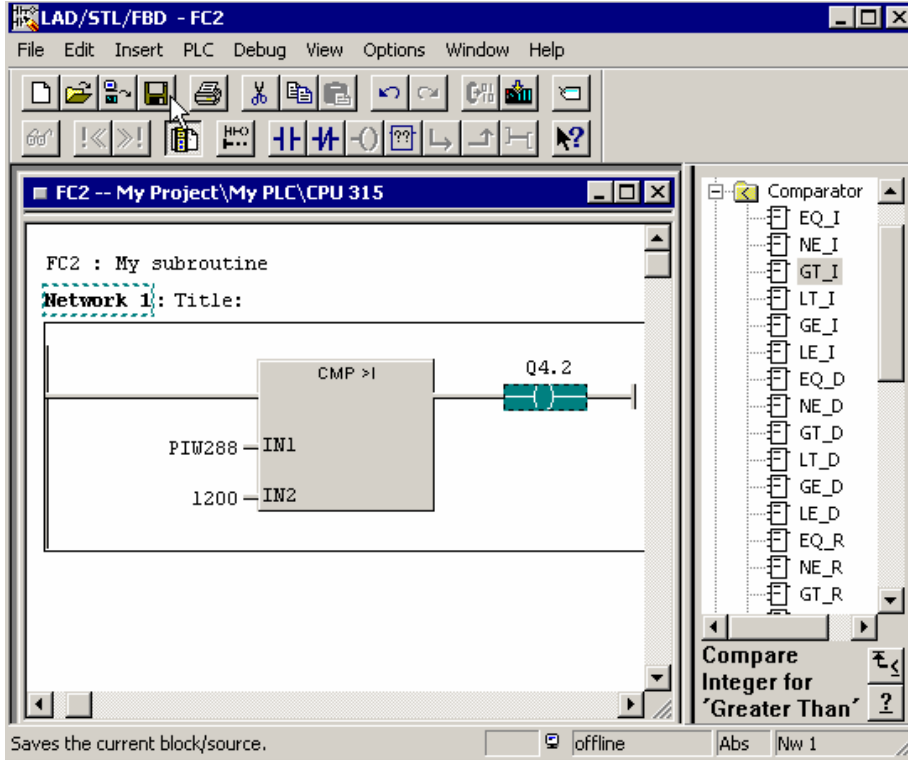 LAD/STL/FBD - FC2
File Edit Insert PLC Debug View Options Window Help
FC2 -- My Project\My PLC\CPU 315
FC2 : My subroutine
Network 1: Title:
CMP >I
Q4.2
PIW288
IN1
1200
IN2
Comparator
EQ_I
NE_I
GT_I
LT_I
GE_I
LE_I
EQ_D
NE_D
GT_D
LT_D
GE_D
LE_D
EQ_R
NE_R
GT_R
Compare
Integer for
´Greater Than´
Saves the current block/source.
offline
Abs
Nw 1